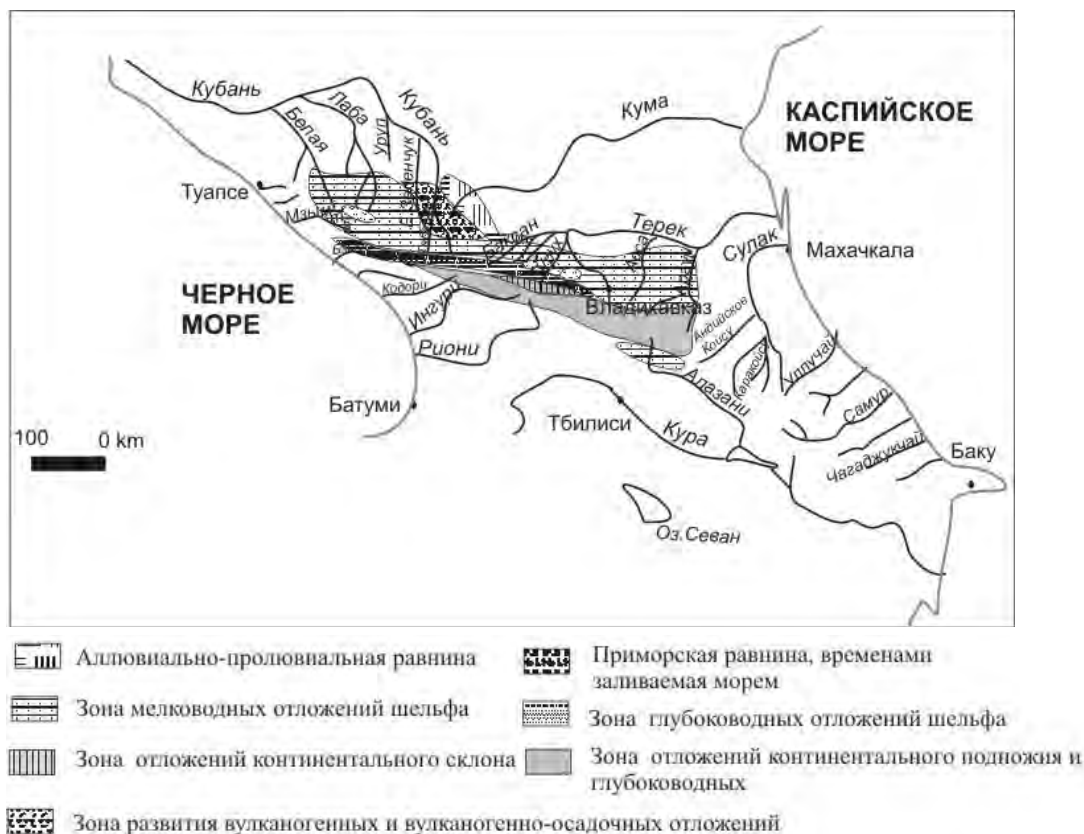 Кубань
Лаба
Белая
Уруп
Кубань
Кума
КАСПИЙСКОЕ
МОРЕ
Туапсе
Терек
Сулак
Махачкала
ЧЕРНОЕ
МОРЕ
Кодори
Ингури
Риони
Владикавказ
Андийское
Койсу
Уллучай
Алазани
Самур
Батуми
Тбилиси
Кура
Чагаджукчай
Баку
100 0 km
Оз.Севан
Аллювиально-пролювиальная равнина
Приморская равнина, временами
заливаемая морем
Зона мелководных отложений шельфа
Зона глубоководных отложений шельфа
Зона отложений континентального склона
Зона отложений континентального подножия и
глубоководных
Зона развития вулканогенных и вулканогенно-осадочных отложений